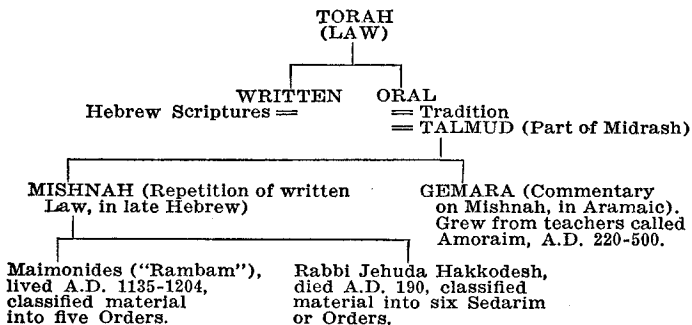 TORAH
(LAW)
WRITTEN ORAL
Hebrew Scriptures = = Tradition
= TALMUD (Part of Midrash)
MISHNAH (Repetition of written
Law, in late Hebrew)
GEMARA (Commentary
on Mishnah, in Aramaic).
Grew from teachers called
Amoraim, A.D. 220-500.
Maimonides ("Rambam"),
lived A.D. 1135-1204,
classified material
into five Orders.
Rabbi Jehuda Hakkodesh,
died A.D. 190, classified
material into six Sedarim
or Orders.